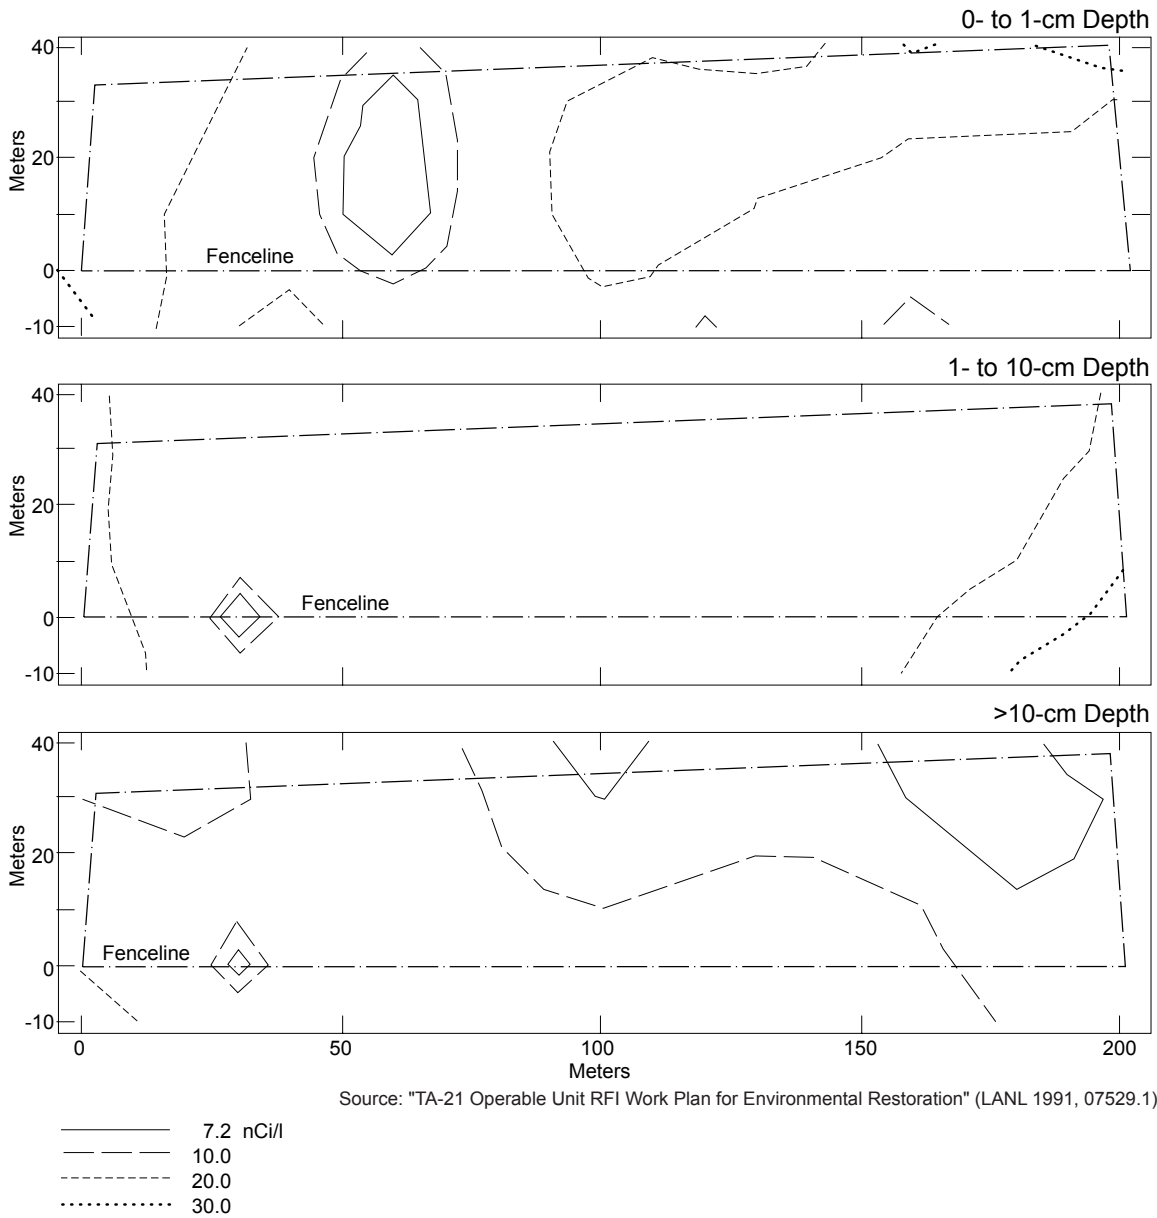 0- to 1-cm Depth
40
20
0
-10
Meters
Fenceline
1- to 10-cm Depth
40
20
0
-10
Meters
Fenceline
>10-cm Depth
40
20
0
-10
Meters
Fenceline
0 50 100 150 200
Meters
Source: "TA-21 Operable Unit RFI Work Plan for Environmental Restoration" (LANL 1991, 07529.1)
7.2 nCi/l
10.0
20.0
30.0